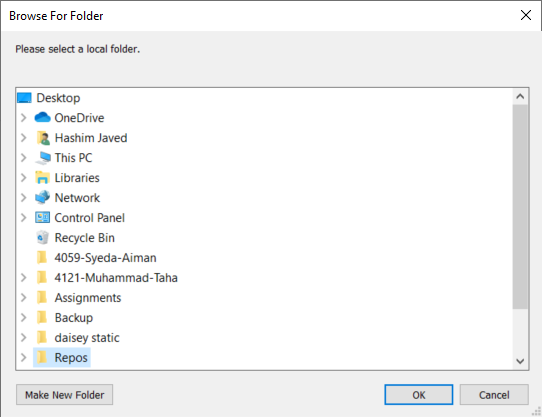 Browse For Folder
Please select a local folder.
Desktop
OneDrive
Hashim Javed
This PC
Libraries
Network
Control Panel
Recycle Bin
4059-Syeda-Aiman
4121-Muhammad-Taha
Assignments
Backup
daisey static
Repos
Make New Folder OK Cancel